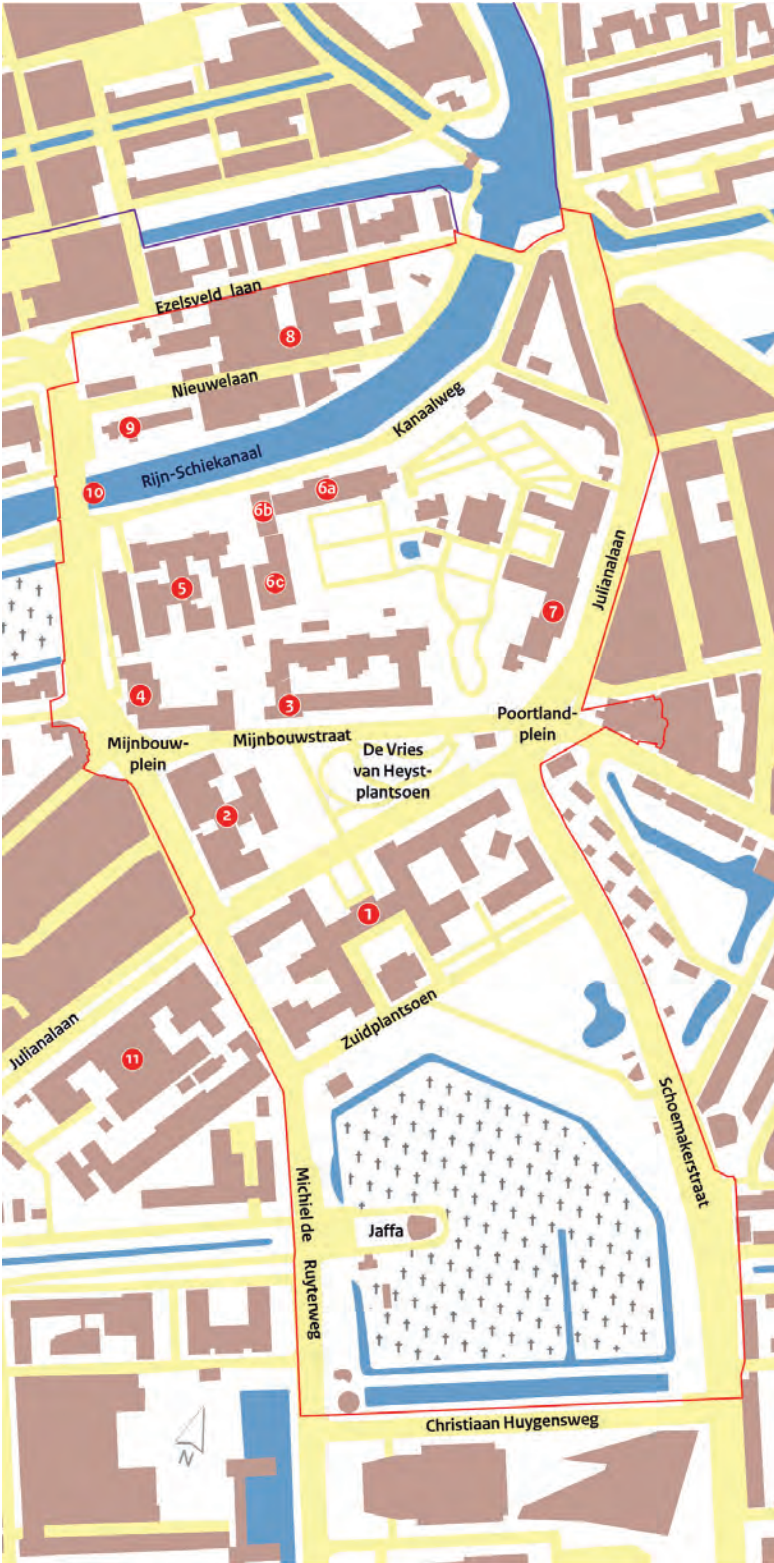 Ezelsveld laan
8
Nieuwelaan
9
Kanaalweg
Rijn-Schiekanaal
10
6a
6b
6c
5
7
Julianalaan
4
3
Poortland-
plein
Mijnbouw-
plein
Mijnbouwstraat
De Vries
van Heyst-
plantsoen
2
1
Zuidplantsoen
Julianalaan
11
Schoemakerstraat
Michiel de Ruyterweg
Jaffa
Christiaan Huygensweg
N